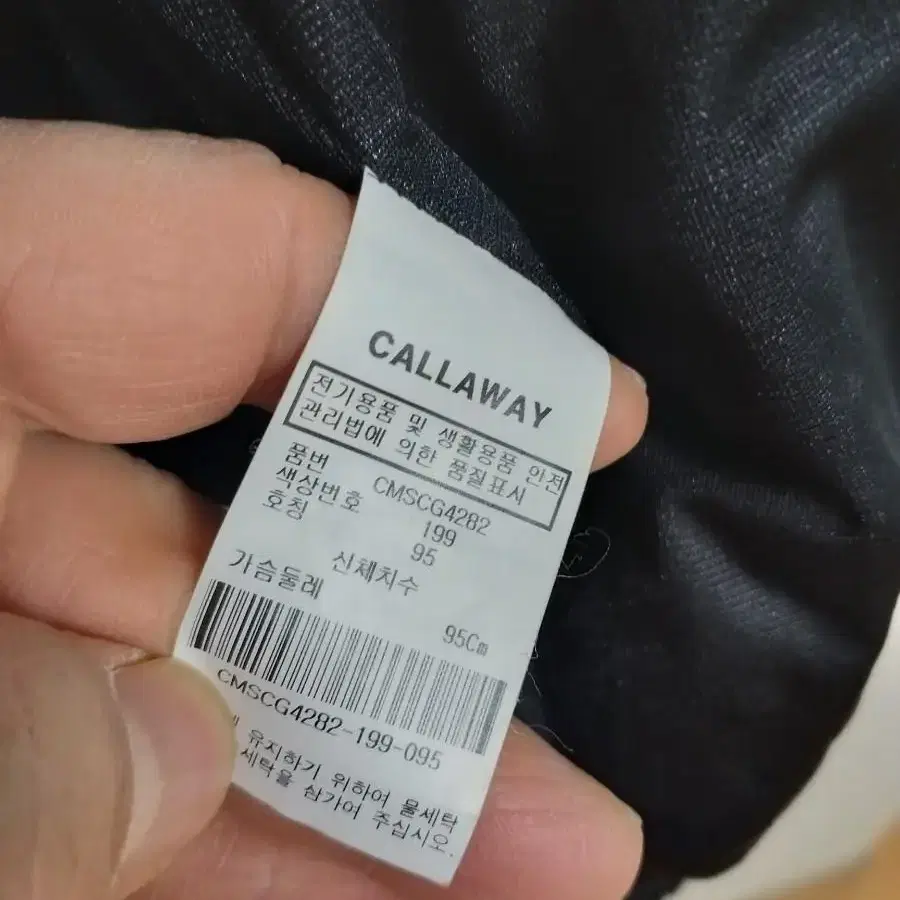 CALLAWAY
전기용품 및 생활용품 안전
관리법에 의한 품질표시
품번 CMSCG4282
색상번호 199
호칭 95
신체치수
가슴둘레 95Cm
CMSCG4282-199-095
유지하기 위하여 물세탁
세탁을 삼가여 주십시오.